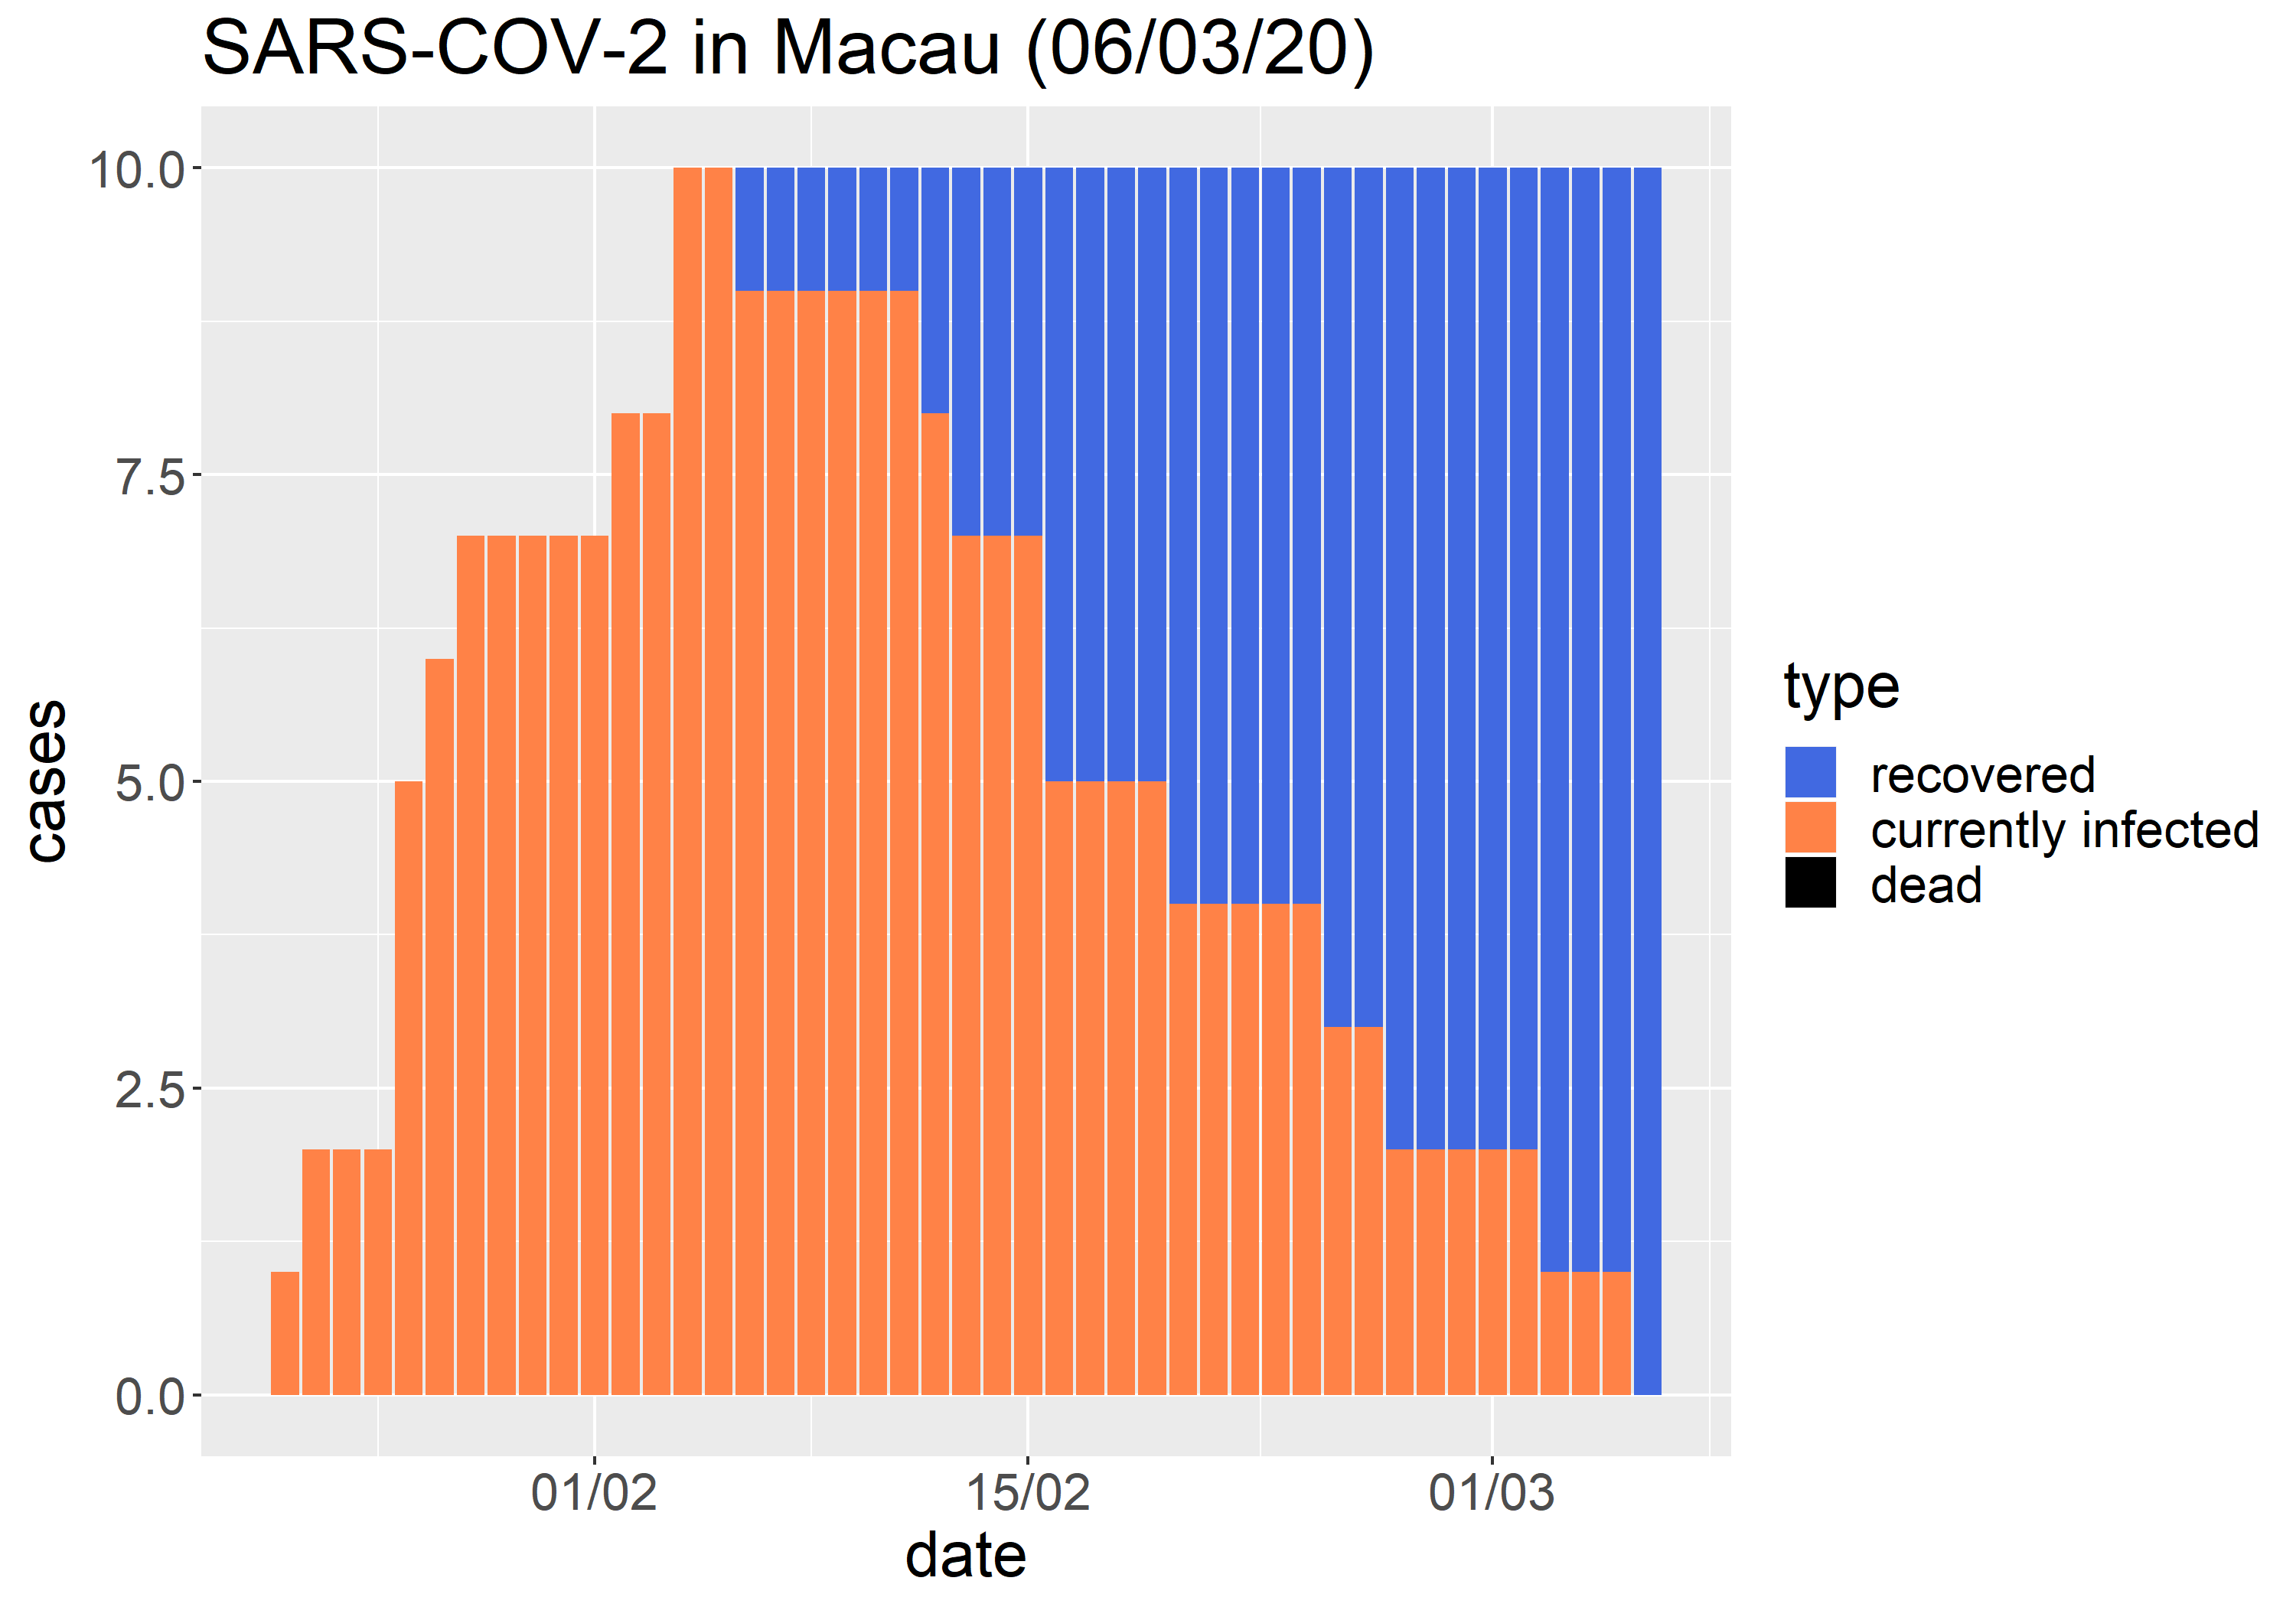 SARS-COV-2 in Macau (06/03/20)
10.0
7.5
5.0
2.5
0.0
cases
01/02
15/02
01/03
date
type
recovered
currently infected
dead